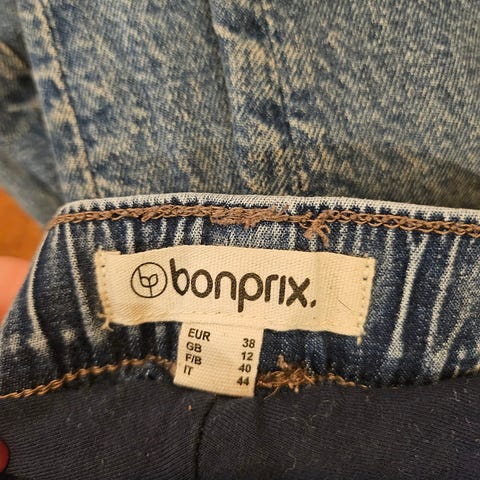 bonprix.
EUR 38
GB 12
F/B 40
IT 44